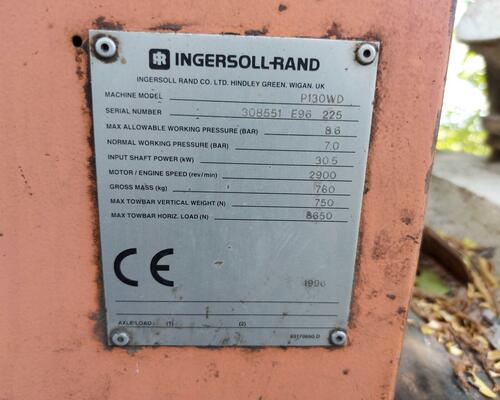 IR INGERSOLL-RAND
INGERSOLL RAND CO. LTD. HINDLEY GREEN. WIGAN. UK
MACHINE MODEL P130WD
SERIAL NUMBER 308551 E96 225
MAX ALLOWABLE WORKING PRESSURE (BAR) 8.6
NORMAL WORKING PRESSURE (BAR) 7.0
INPUT SHAFT POWER (kW) 30.5
MOTOR / ENGINE SPEED (rev/min) 2900
GROSS MASS (kg) 760
MAX TOWBAR VERTICAL WEIGHT (N) 750
MAX TOWBAR HORIZ. LOAD (N) 8650
CE 1996
AXLE LOAD (1) (2)